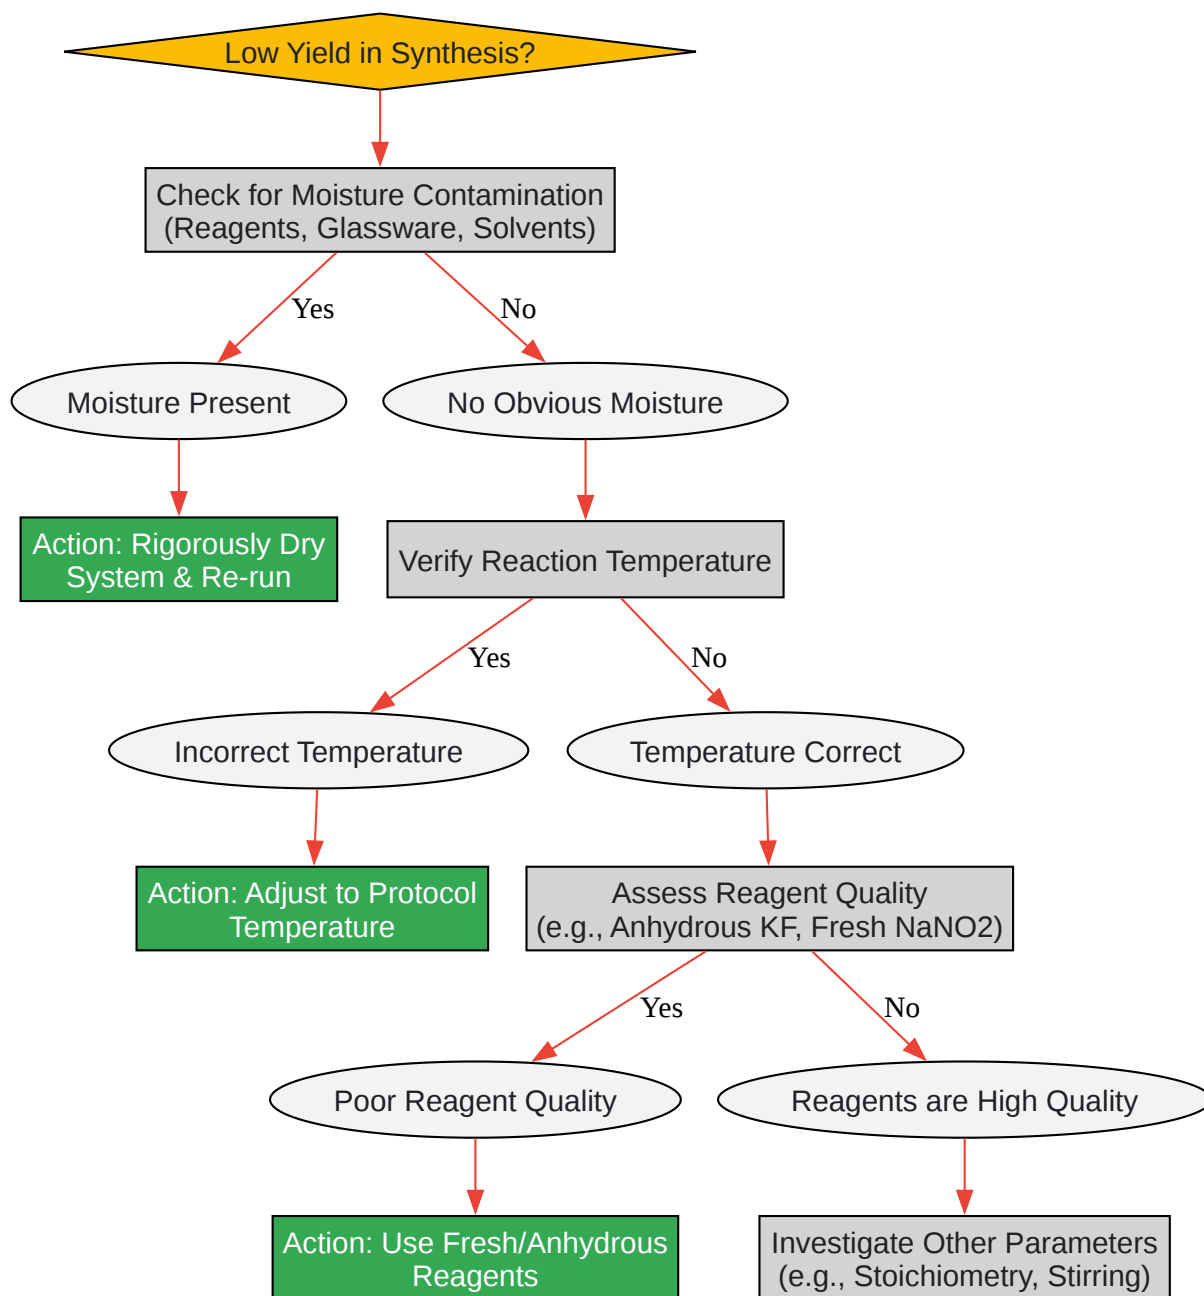 Low Yield in Synthesis?
Check for Moisture Contamination
(Reagents, Glassware, Solvents)
Yes
No
Moisture Present
No Obvious Moisture
Action: Rigorously Dry
System & Re-run
Verify Reaction Temperature
Yes
No
Incorrect Temperature
Temperature Correct
Action: Adjust to Protocol
Temperature
Assess Reagent Quality
(e.g., Anhydrous KF, Fresh NaNO2)
Yes
No
Poor Reagent Quality
Reagents are High Quality
Action: Use Fresh/Anhydrous
Reagents
Investigate Other Parameters
(e.g., Stoichiometry, Stirring)